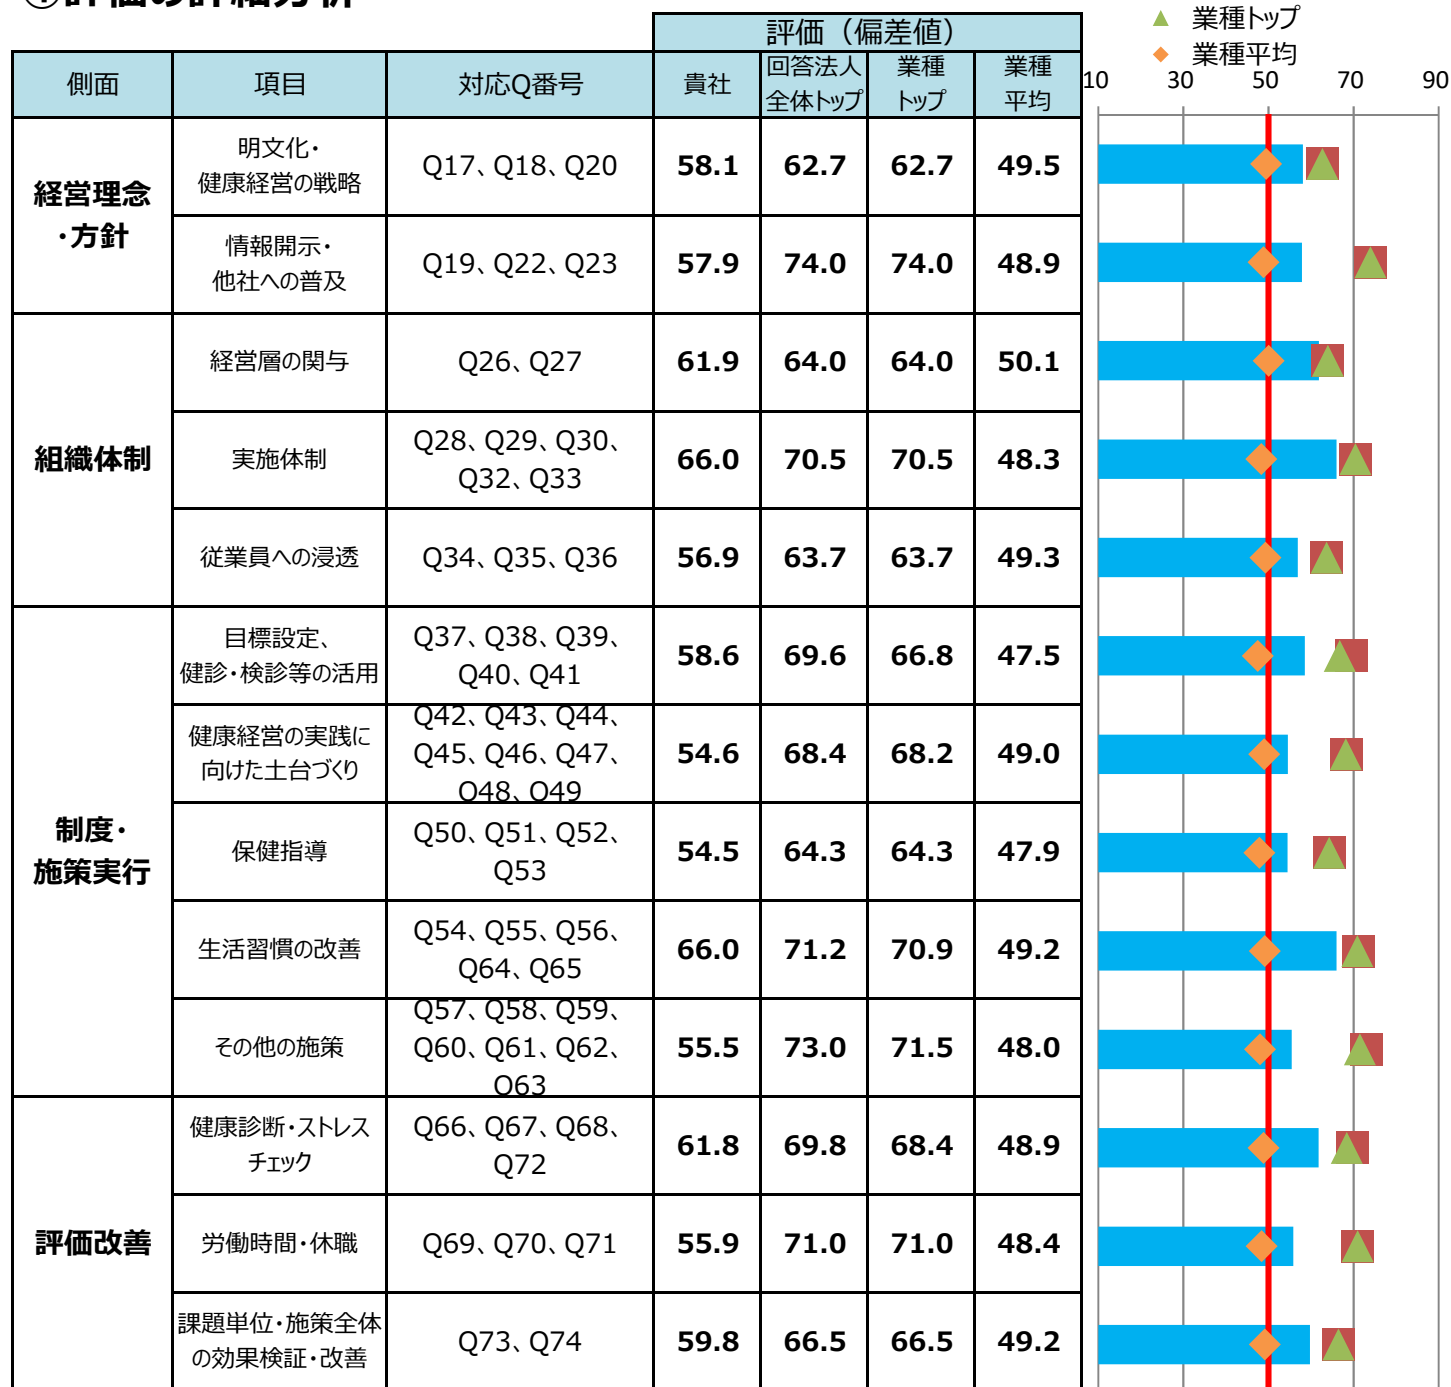 ①評価の詳細分析
▲ 業種トップ
◆ 業種平均
評価（偏差値）
側面 項目 対応Q番号 貴社 回答法人全体トップ 業種トップ 業種平均
10 30 50 70 90
経営理念・方針
明文化・健康経営の戦略 Q17、Q18、Q20 58.1 62.7 62.7 49.5
情報開示・他社への普及 Q19、Q22、Q23 57.9 74.0 74.0 48.9
組織体制
経営層の関与 Q26、Q27 61.9 64.0 64.0 50.1
実施体制 Q28、Q29、Q30、Q32、Q33 66.0 70.5 70.5 48.3
従業員への浸透 Q34、Q35、Q36 56.9 63.7 63.7 49.3
制度・施策実行
目標設定、健診・検診等の活用 Q37、Q38、Q39、Q40、Q41 58.6 69.6 66.8 47.5
健康経営の実践に向けた土台づくり Q42、Q43、Q44、Q45、Q46、Q47、Q48、Q49 54.6 68.4 68.2 49.0
保健指導 Q50、Q51、Q52、Q53 54.5 64.3 64.3 47.9
生活習慣の改善 Q54、Q55、Q56、Q64、Q65 66.0 71.2 70.9 49.2
その他の施策 Q57、Q58、Q59、Q60、Q61、Q62、Q63 55.5 73.0 71.5 48.0
評価改善
健康診断・ストレスチェック Q66、Q67、Q68、Q72 61.8 69.8 68.4 48.9
労働時間・休職 Q69、Q70、Q71 55.9 71.0 71.0 48.4
課題単位・施策全体の効果検証・改善 Q73、Q74 59.8 66.5 66.5 49.2